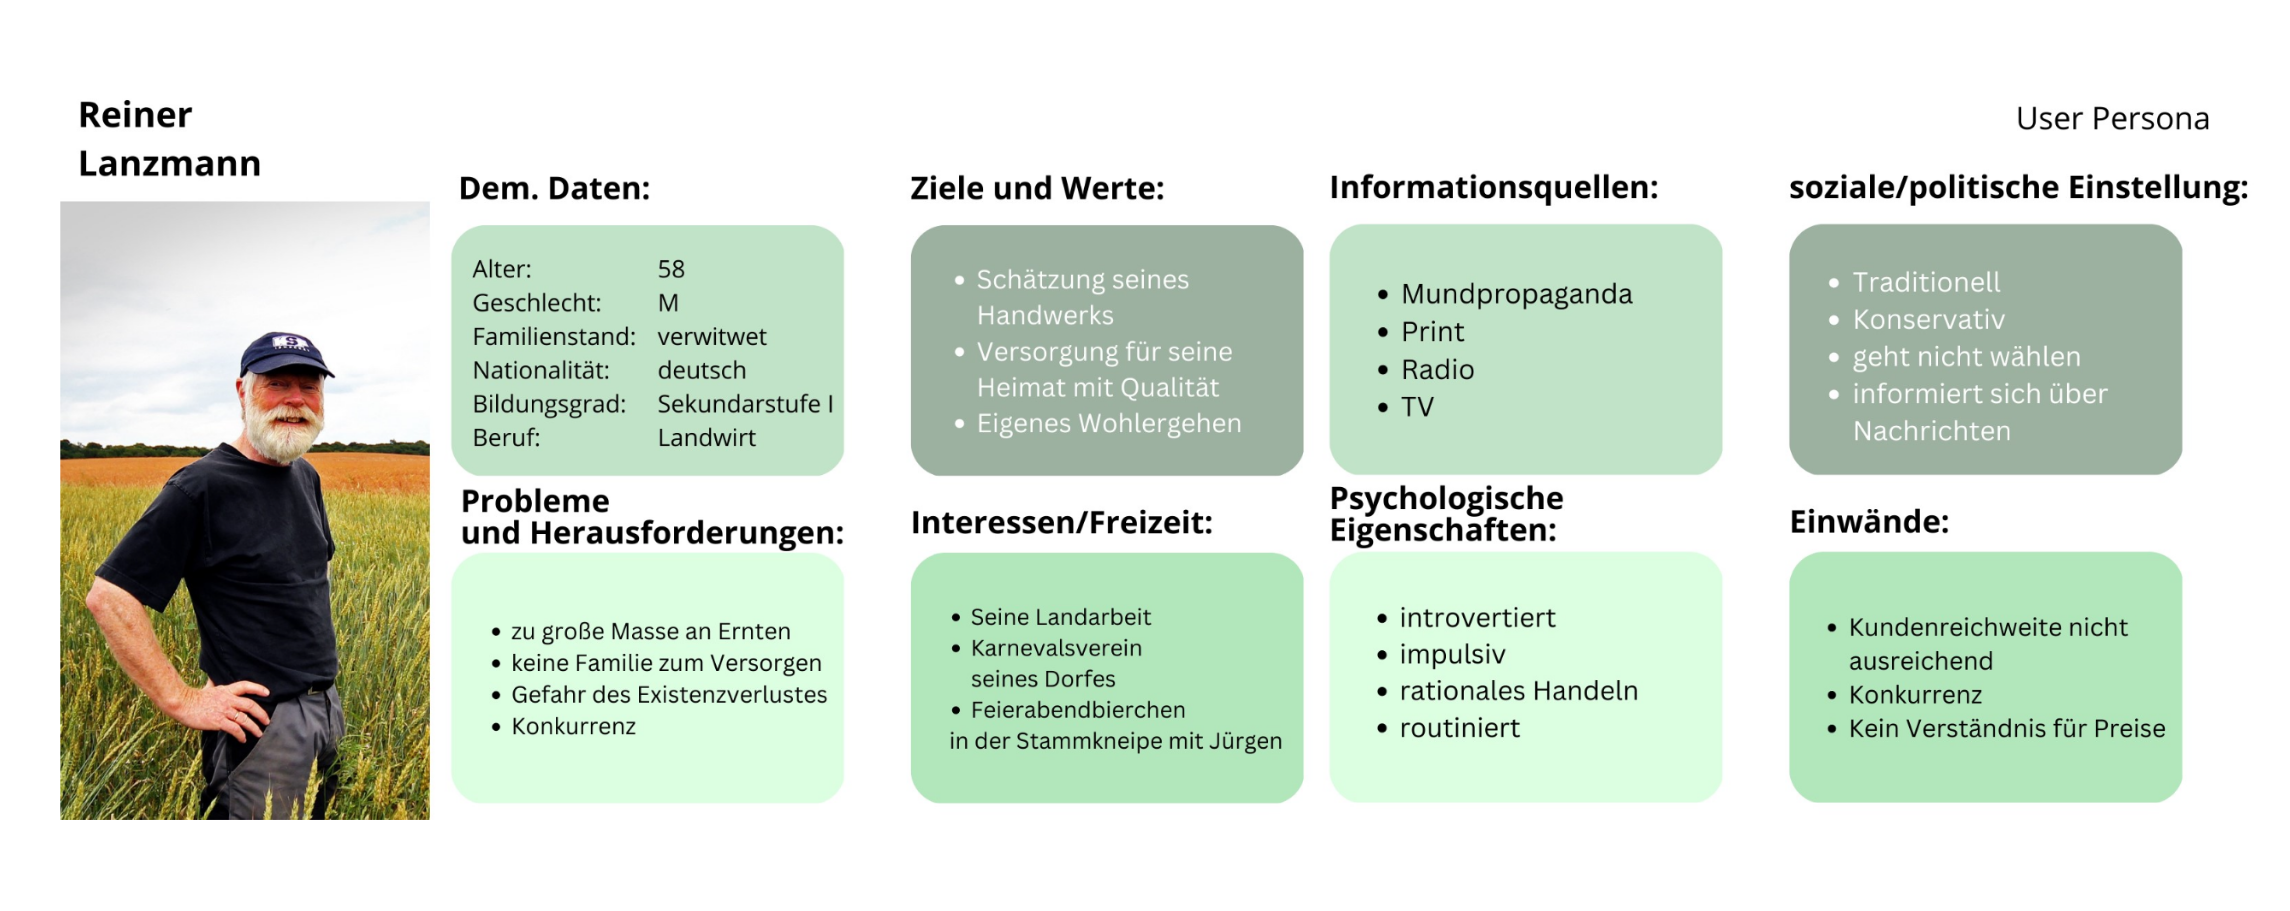 Reiner
Lanzmann
User Persona
Dem. Daten:
Alter: 58
Geschlecht: M
Familienstand: verwitwet
Nationalität: deutsch
Bildungsgrad: Sekundarstufe I
Beruf: Landwirt
Ziele und Werte:
• Schätzung seines
Handwerks
• Versorgung für seine
Heimat mit Qualität
• Eigenes Wohlergehen
Informationsquellen:
• Mundpropaganda
• Print
• Radio
• TV
soziale/politische Einstellung:
• Traditionell
• Konservativ
• geht nicht wählen
• informiert sich über
Nachrichten
Probleme
und Herausforderungen:
• zu große Masse an Ernten
• keine Familie zum Versorgen
• Gefahr des Existenzverlustes
• Konkurrenz
Interessen/Freizeit:
• Seine Landarbeit
• Karnevalsverein
seines Dorfes
• Feierabendbierchen
in der Stammkneipe mit Jürgen
Psychologische
Eigenschaften:
• introvertiert
• impulsiv
• rationales Handeln
• routiniert
Einwände:
• Kundenreichweite nicht
ausreichend
• Konkurrenz
• Kein Verständnis für Preise